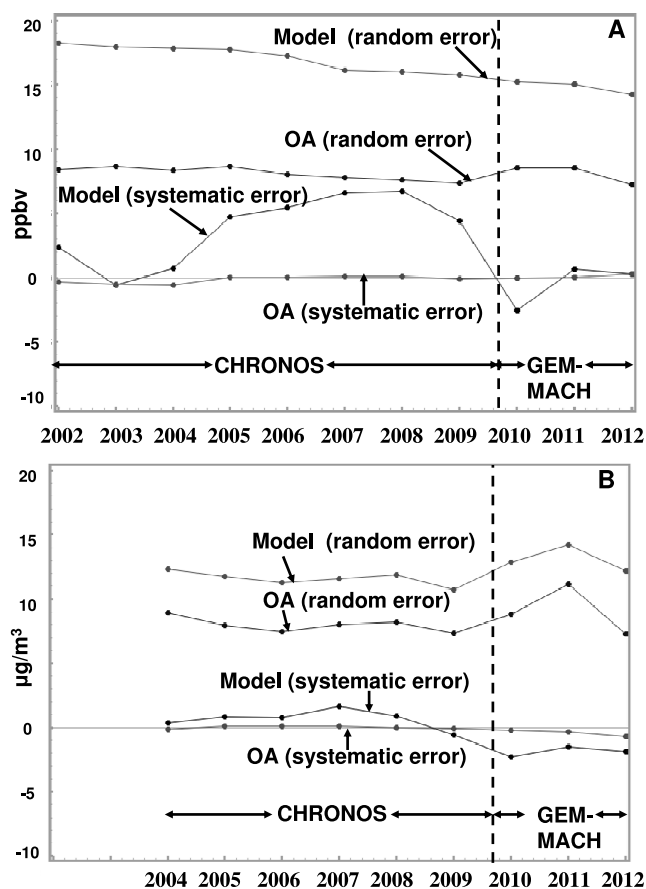 20
A
Model (random error)
15
OA
(random error)
10
Model (systematic error)
ppbv
5
0
OA (systematic error)
-5
CHRONOS
GEM-
MACH
-10
2002 2003 2004 2005 2006 2007 2008 2009 2010 2011 2012
20
B
15
Model (random error)
OA (random error)
10
µg/m³
5
Model (systematic error)
0
OA (systematic error)
-5
CHRONOS
GEM-
MACH
-10
2004 2005 2006 2007 2008 2009 2010 2011 2012